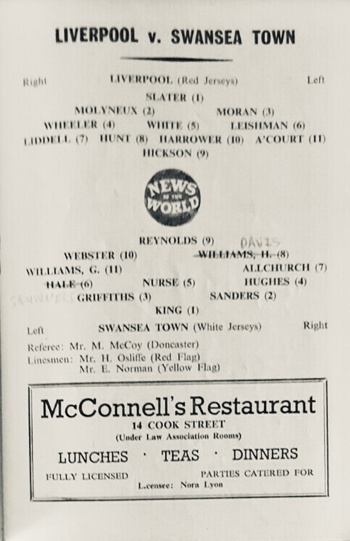 LIVERPOOL v. SWANSEA TOWN
Right LIVERPOOL (Red Jerseys) Left
SLATER (1)
MOLYNEUX (2) MORAN (3)
WHEELER (4) WHITE (5) LEISHMAN (6)
LIDDELL (7) HUNT (8) HARROWER (10) A'COURT (11)
HICKSON (9)
NEWS
OF THE
WORLD
REYNOLDS (9) DAVIS
WEBSTER (10) WILLIAMS, H. (8)
WILLIAMS, G. (11) ALLCHURCH (7)
HALE (6) NURSE (5) HUGHES (4)
GRIFFITHS (3) SANDERS (2)
KING (1)
Left SWANSEA TOWN (White Jerseys) Right
Referee: Mr. M. McCoy (Doncaster)
Linesmen: Mr. H. Osliffe (Red Flag)
Mr. E. Norman (Yellow Flag)
McConnell's Restaurant
14 COOK STREET
(Under Law Association Rooms)
LUNCHES · TEAS · DINNERS
FULLY LICENSED PARTIES CATERED FOR
Licensee: Nora Lyon